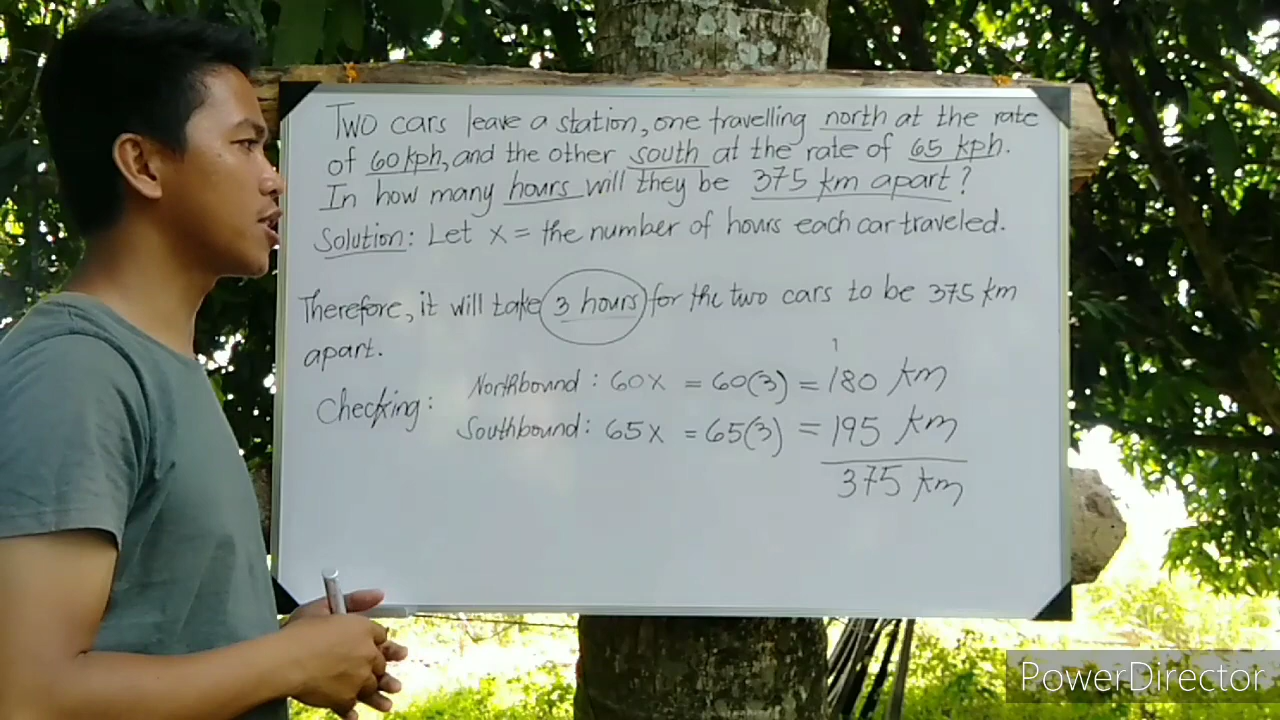 Two cars leave a station, one travelling north at the rate
of 60 kph, and the other south at the rate of 65 kph.
In how many hours will they be 375 km apart?
Solution: Let x = the number of hours each car traveled.
Therefore, it will take 3 hours for the two cars to be 375 km
apart.
1
Checking:
Northbound: 60x = 60(3) = 180 km
Southbound: 65x = 65(3) = 195 km
375 km
PowerDirector